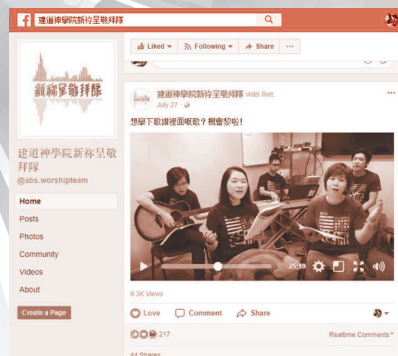 建道神學院新祢呈敬拜隊
Liked Following Share
新祢呈敬拜隊
建道神學院新祢呈敬拜隊 was live.
July 27
想學下歌譜裡面嘅歌？機會黎啦！
建道神學院新祢呈敬
拜隊
@abs.worshipteam
Home
Posts
Photos
Community
Videos
About
Create a Page
25:19
9.3K Views
Love Comment Share
217
Realtime Comments
44 Shares